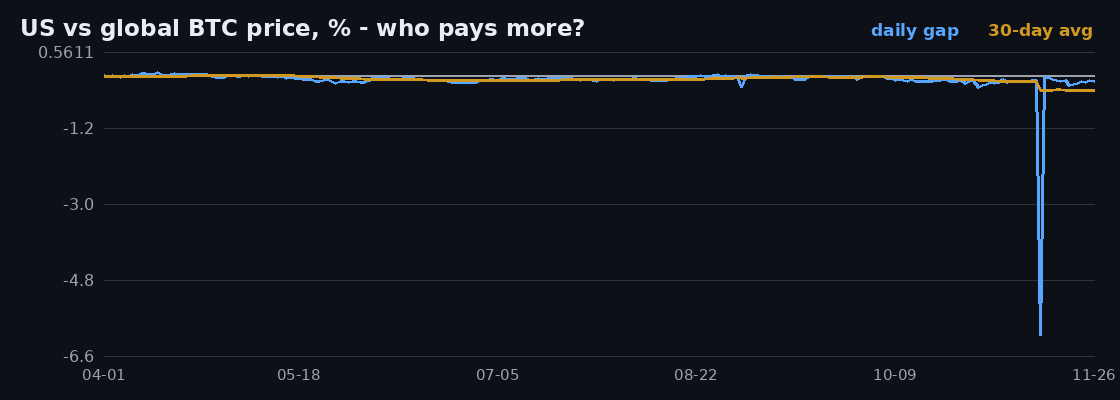 US vs global BTC price, % - who pays more?
daily gap 30-day avg
0.5611
-1.2
-3.0
-4.8
-6.6
04-01 05-18 07-05 08-22 10-09 11-26